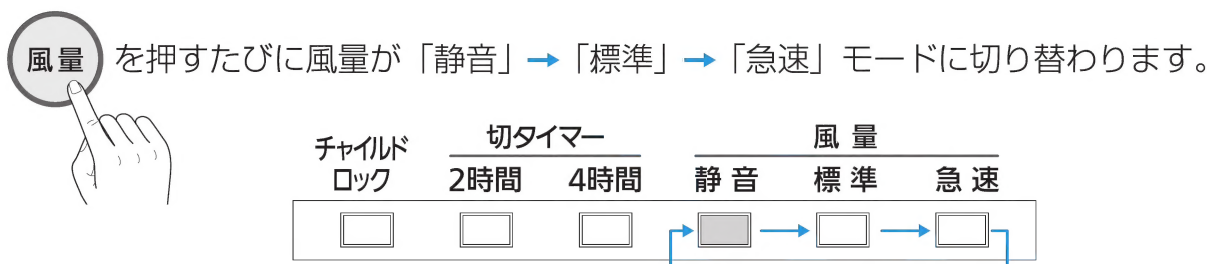 風量 を押すたびに風量が「静音」→「標準」→「急速」モードに切り替わります。
チャイルド
ロック
切タイマー
2時間 4時間
風量
静音 標準 急速